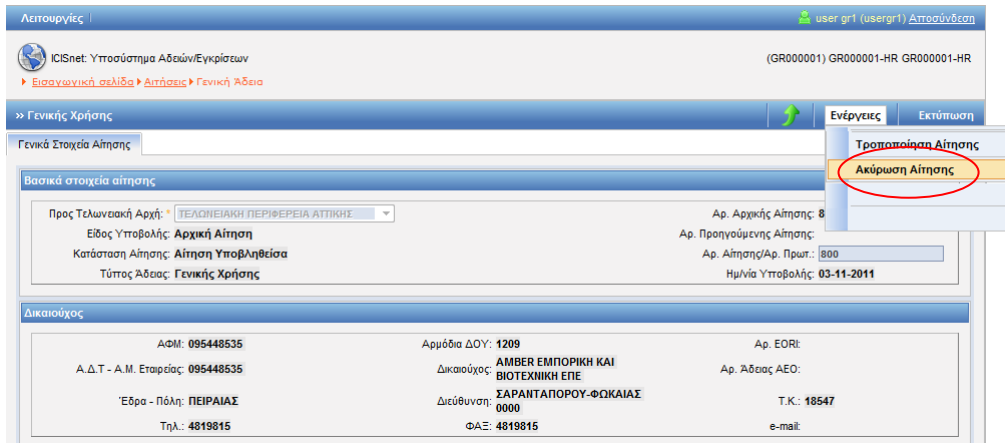 Λειτουργίες user gr1 (usergr1) Αποσύνδεση
ICISnet: Υποσύστημα Αδειών/Εγκρίσεων (GR000001) GR000001-HR GR000001-HR
Εισαγωγική σελίδα Αιτήσεις Γενική Άδεια
» Γενικής Χρήσης Ενέργειες Εκτύπωση
Γενικά Στοιχεία Αίτησης Τροποποίηση Αίτησης
Ακύρωση Αίτησης
Βασικά στοιχεία αίτησης
Προς Τελωνειακή Αρχή: * ΤΕΛΩΝΕΙΑΚΗ ΠΕΡΙΦΕΡΕΙΑ ΑΤΤΙΚΗΣ Αρ. Αρχικής Αίτησης: 8
Είδος Υποβολής: Αρχική Αίτηση Αρ. Προηγούμενης Αίτησης:
Κατάσταση Αίτησης: Αίτηση Υποβληθείσα Αρ. Αίτησης/Αρ. Πρωτ.: 800
Τύπος Άδειας: Γενικής Χρήσης Ημ/νία Υποβολής: 03-11-2011
Δικαιούχος
ΑΦΜ: 095448535 Αρμόδια ΔΟΥ: 1209 Αρ. EORI:
Α.Δ.Τ - Α.Μ. Εταιρείας: 095448535 Δικαιούχος: AMBER ΕΜΠΟΡΙΚΗ ΚΑΙ ΒΙΟΤΕΧΝΙΚΗ ΕΠΕ Αρ. Άδειας ΑΕΟ:
Έδρα - Πόλη: ΠΕΙΡΑΙΑΣ Διεύθυνση: ΣΑΡΑΝΤΑΠΟΡΟΥ-ΦΩΚΑΙΑΣ 0000 Τ.Κ.: 18547
Τηλ.: 4819815 ΦΑΞ: 4819815 e-mail: